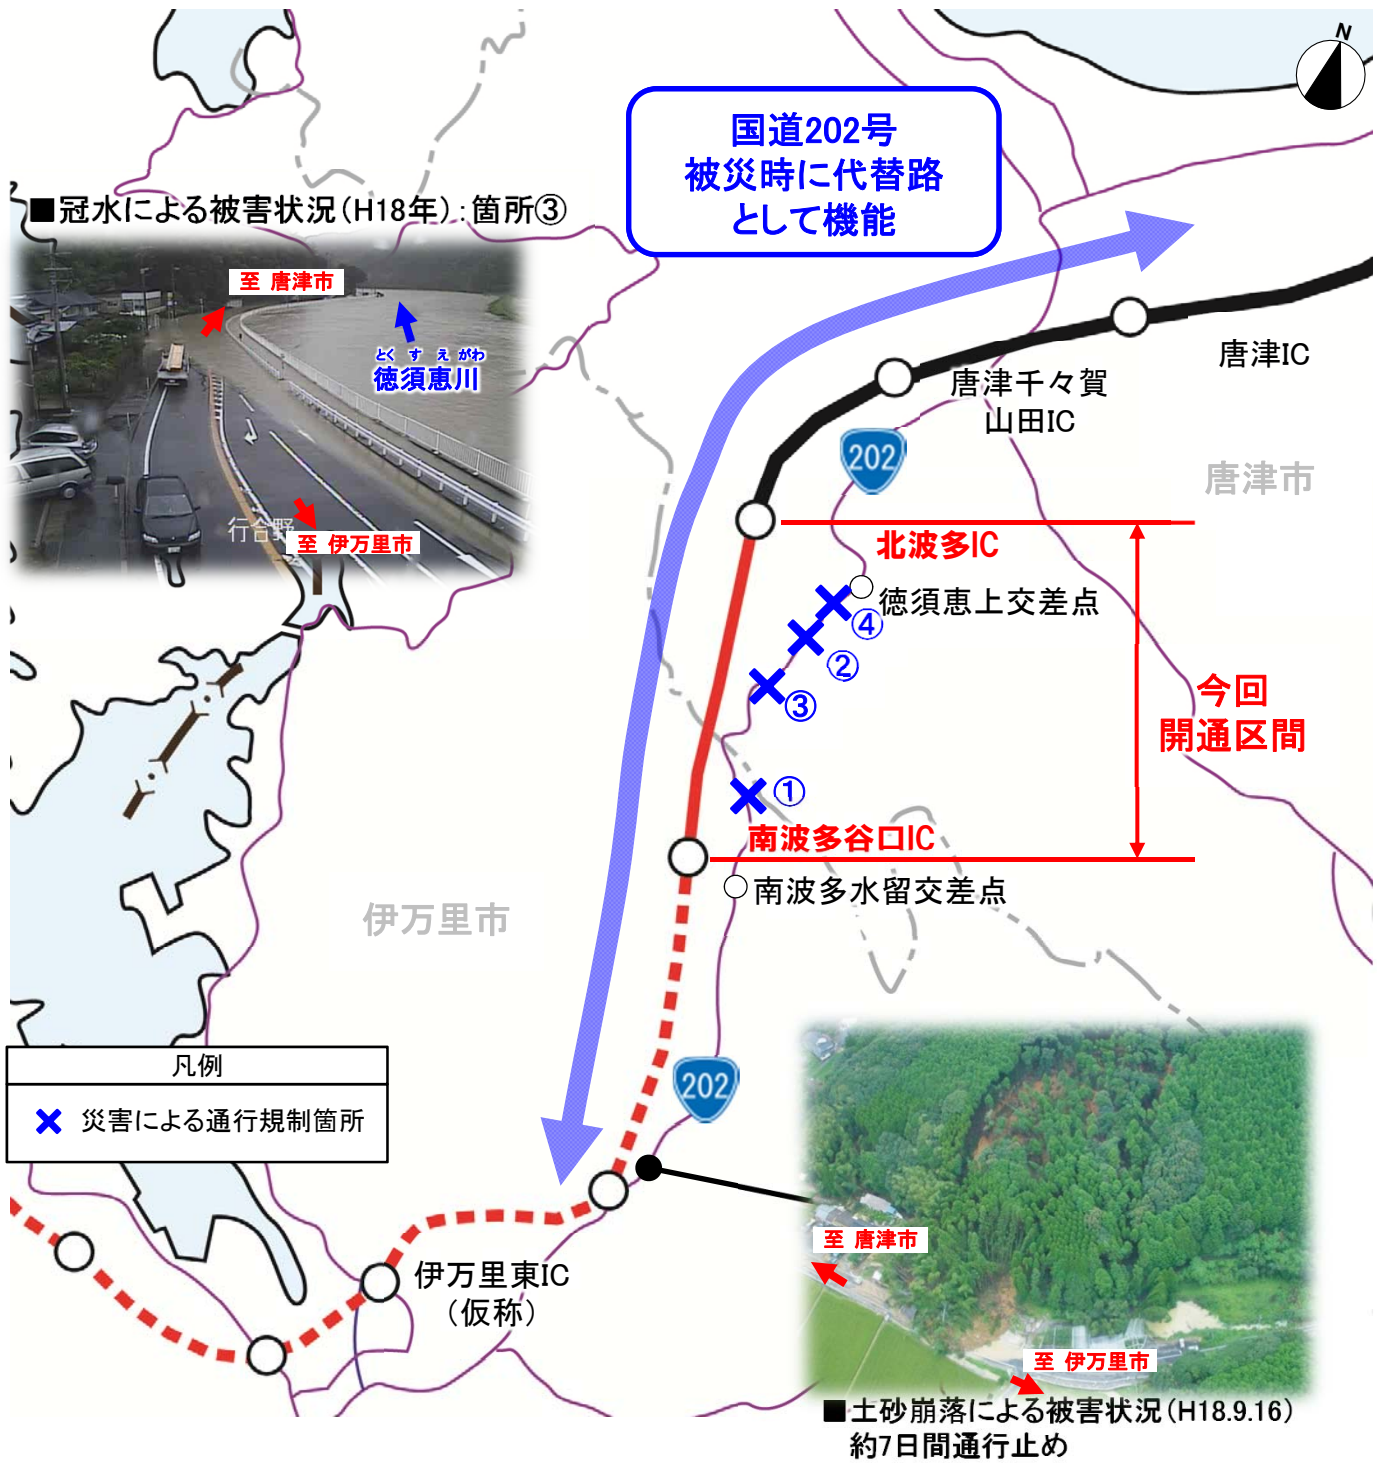 N
国道202号
被災時に代替路
として機能
■冠水による被害状況(H18年):箇所③
至 唐津市
とく す え がわ
徳須恵川
行合野
至 伊万里市
唐津IC
唐津千々賀
山田IC
202
唐津市
北波多IC
徳須恵上交差点
④
②
③
①
今回
開通区間
南波多谷口IC
南波多水留交差点
伊万里市
凡例
災害による通行規制箇所
202
伊万里東IC
(仮称)
至 唐津市
至 伊万里市
■土砂崩落による被害状況(H18.9.16)
約7日間通行止め